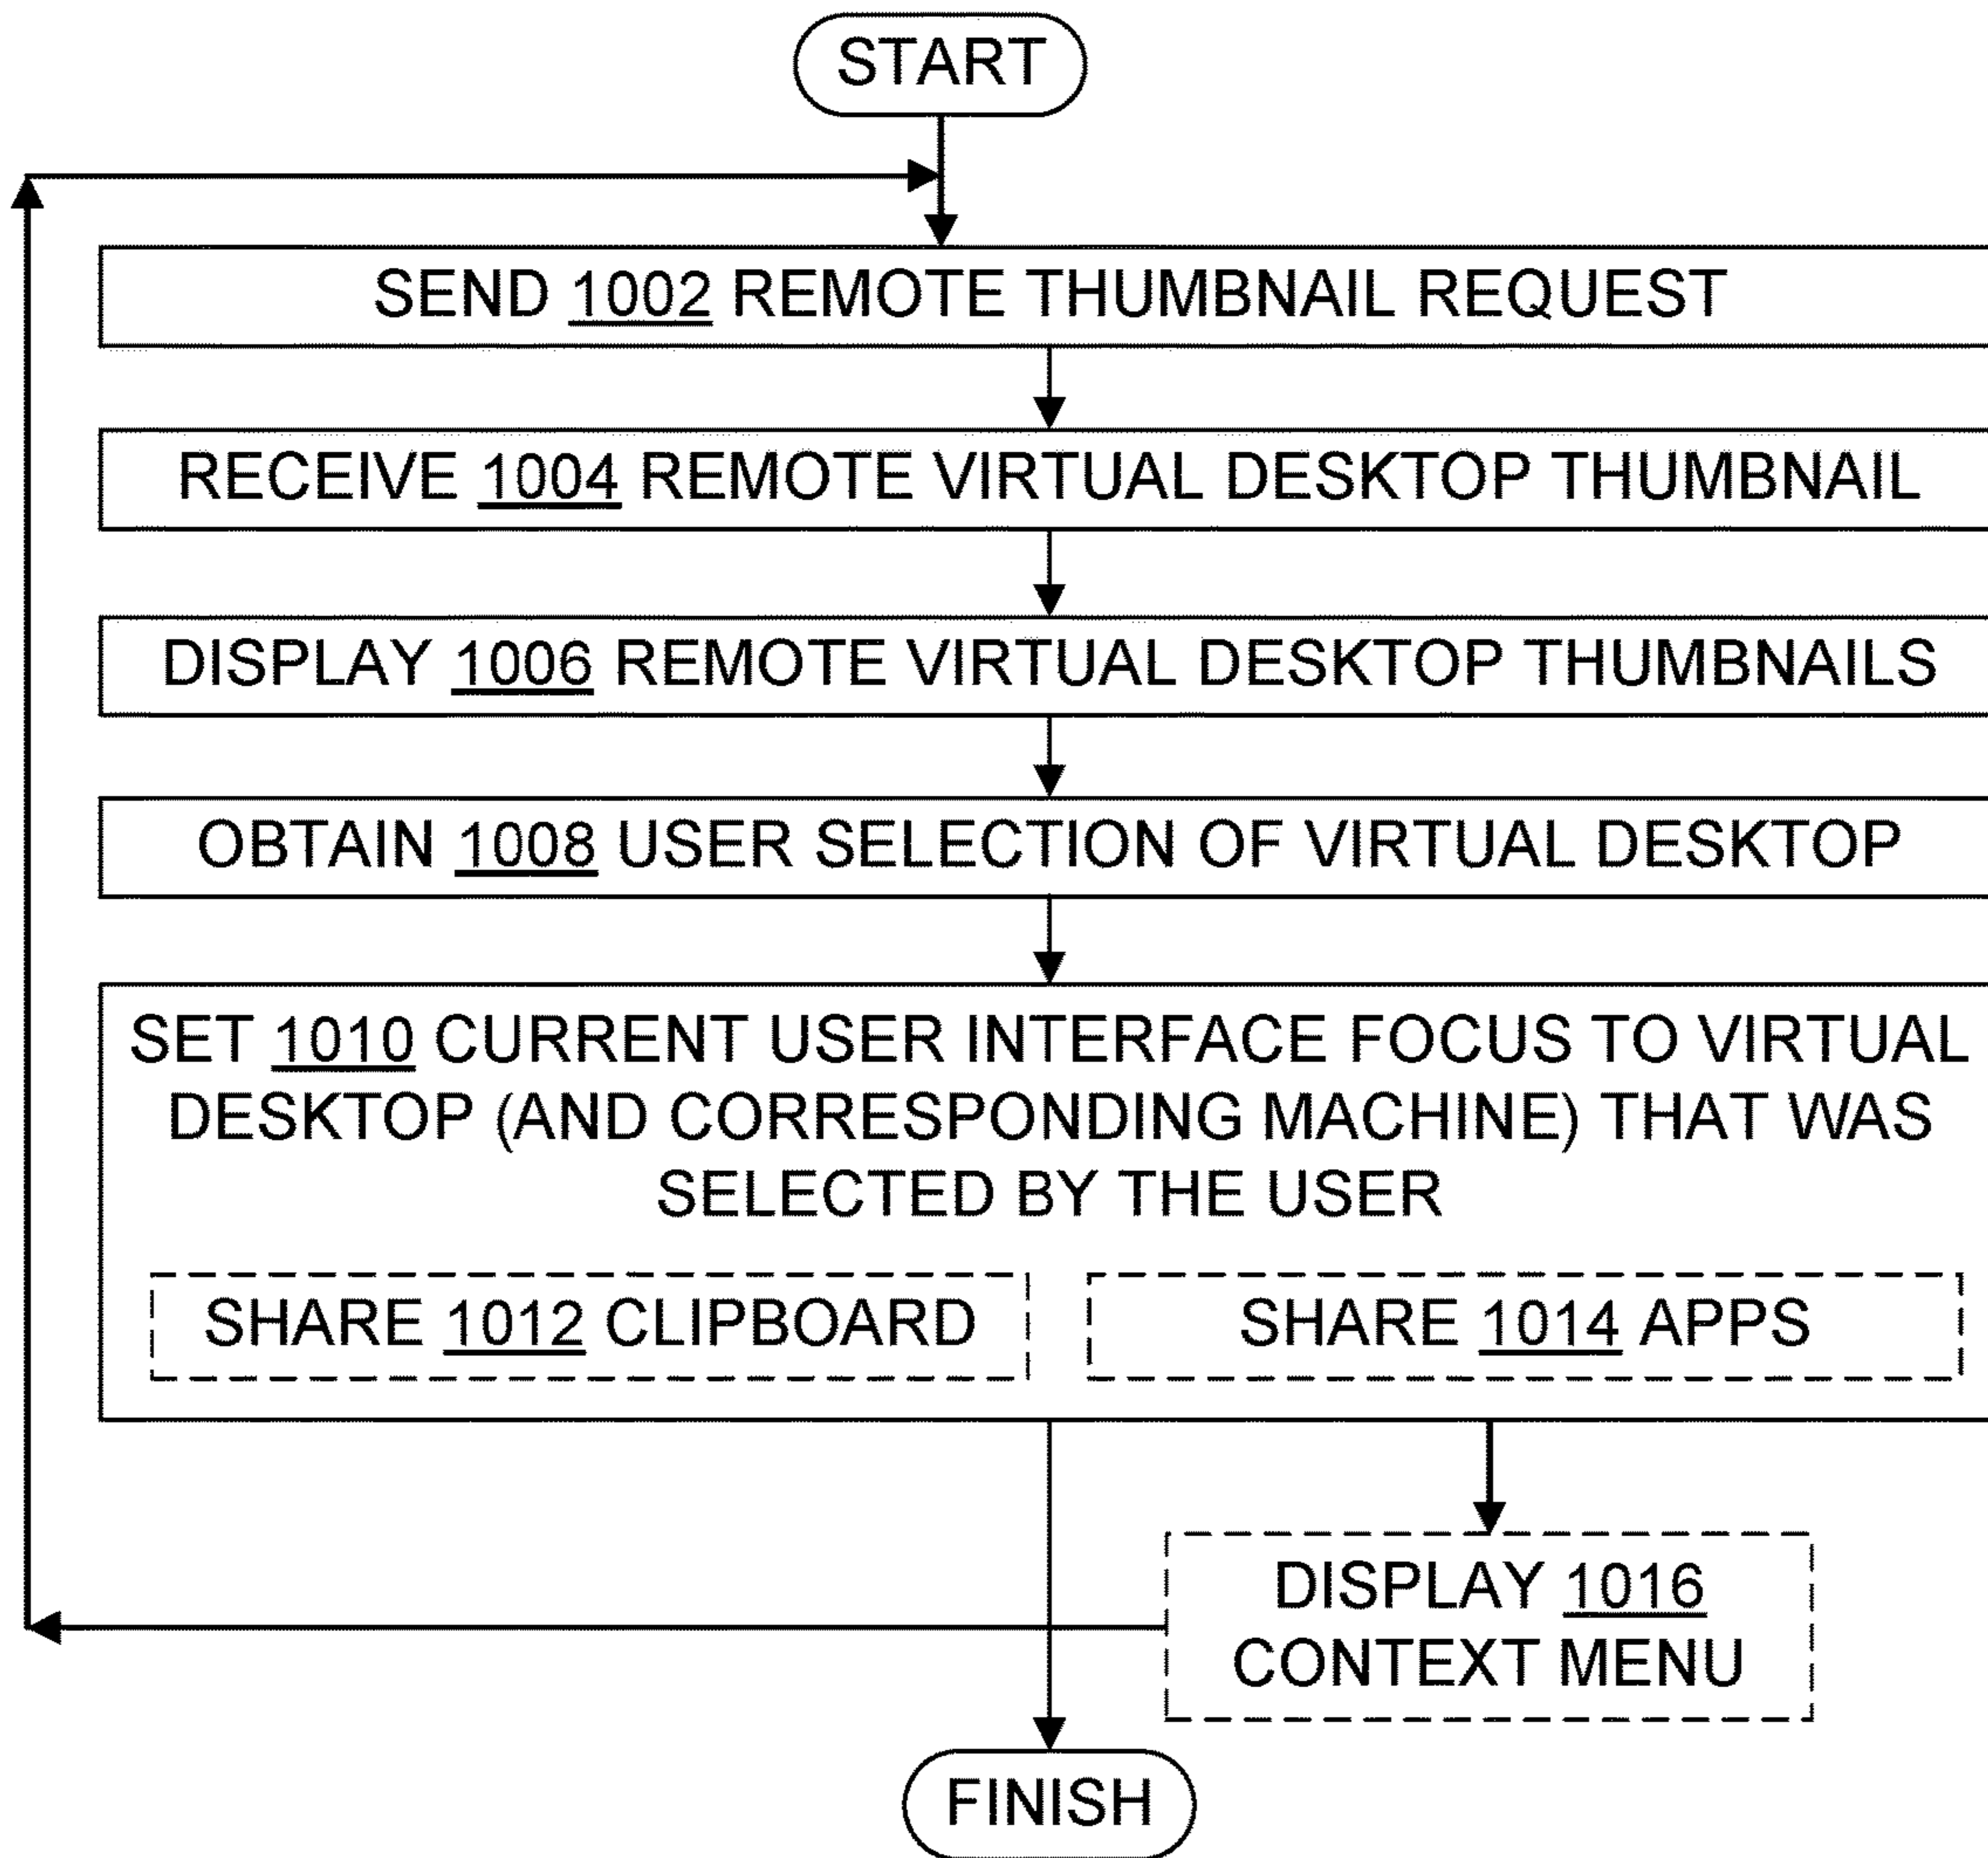 START
SEND 1002 REMOTE THUMBNAIL REQUEST
RECEIVE 1004 REMOTE VIRTUAL DESKTOP THUMBNAIL
DISPLAY 1006 REMOTE VIRTUAL DESKTOP THUMBNAILS
OBTAIN 1008 USER SELECTION OF VIRTUAL DESKTOP
SET 1010 CURRENT USER INTERFACE FOCUS TO VIRTUAL
DESKTOP (AND CORRESPONDING MACHINE) THAT WAS
SELECTED BY THE USER
SHARE 1012 CLIPBOARD
SHARE 1014 APPS
DISPLAY 1016
CONTEXT MENU
FINISH